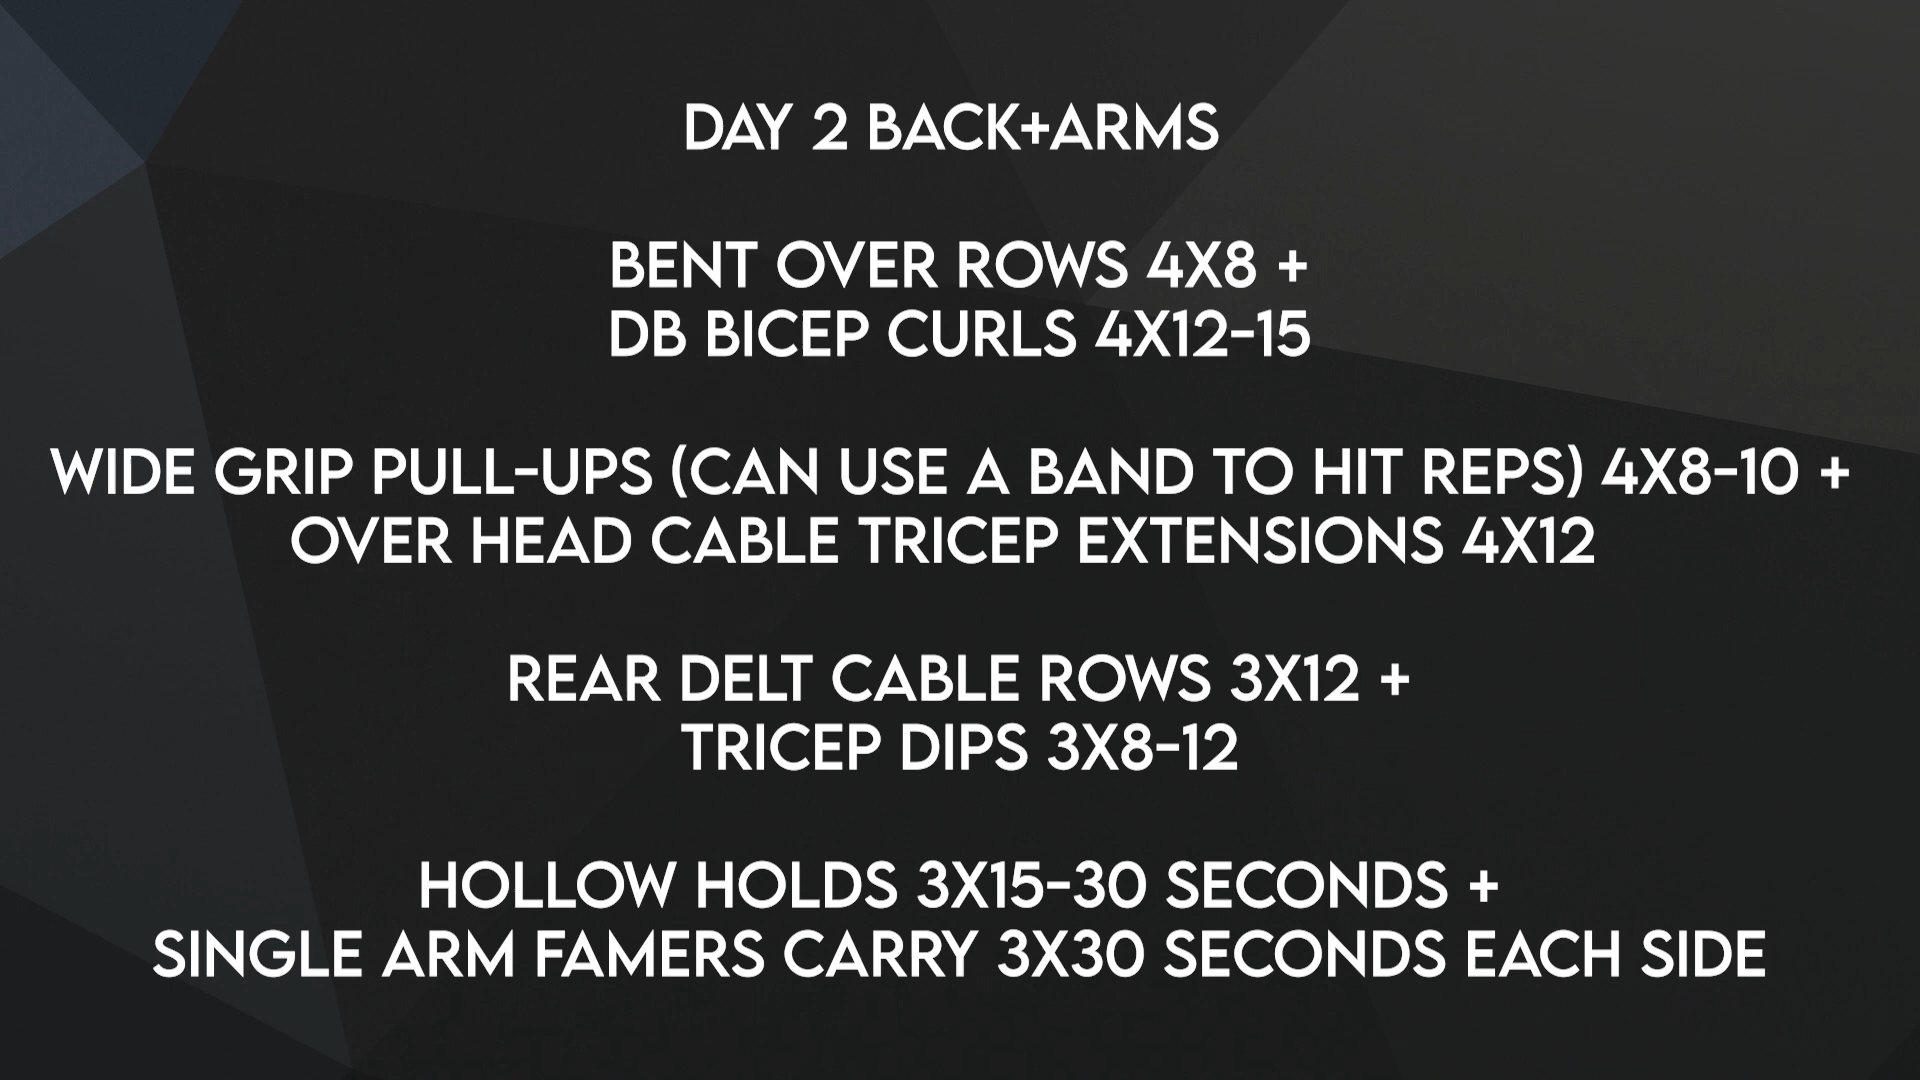 DAY 2 BACK+ARMS
BENT OVER ROWS 4X8 +
DB BICEP CURLS 4X12-15
WIDE GRIP PULL-UPS (CAN USE A BAND TO HIT REPS) 4X8-10 +
OVER HEAD CABLE TRICEP EXTENSIONS 4X12
REAR DELT CABLE ROWS 3X12 +
TRICEP DIPS 3X8-12
HOLLOW HOLDS 3X15-30 SECONDS +
SINGLE ARM FAMERS CARRY 3X30 SECONDS EACH SIDE